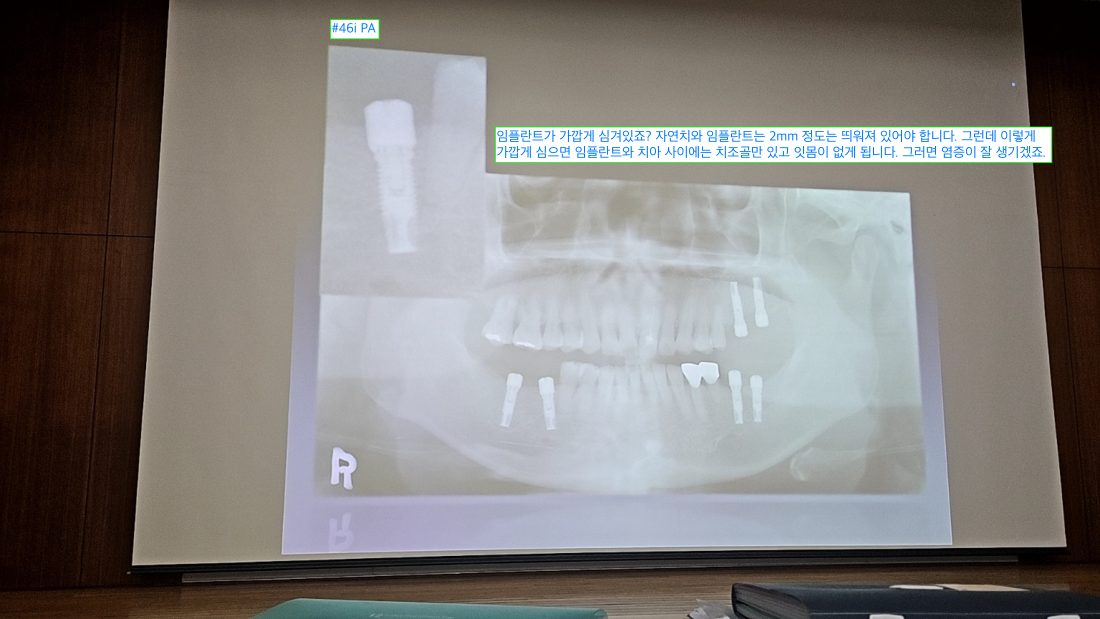 #46i PA
임플란트가 가깝게 심겨있죠? 자연치와 임플란트는 2mm 정도는 띄워져 있어야 합니다. 그런데 이렇게
가깝게 심으면 임플란트와 치아 사이에는 치조골만 있고 잇몸이 없게 됩니다. 그러면 염증이 잘 생기겠죠.
R